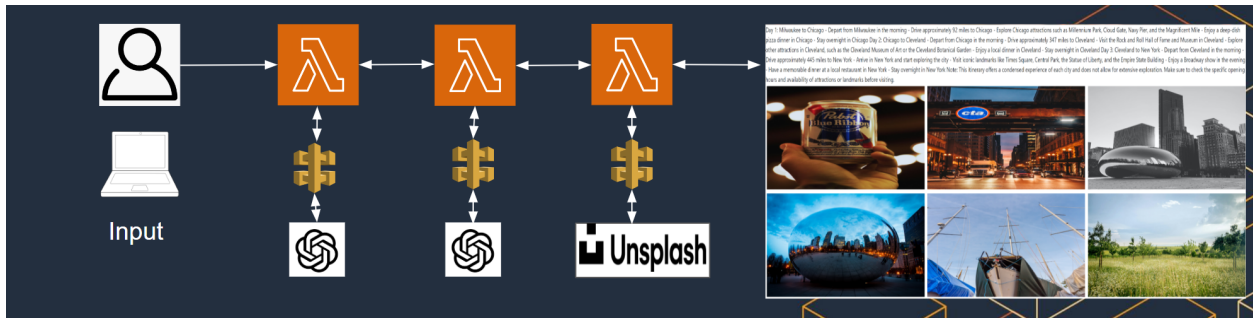 Day 1: Milwaukee to Chicago - Depart from Milwaukee in the morning - Drive approximately 92 miles to Chicago - Explore Chicago attractions such as Millennium Park, Cloud Gate, Navy Pier, and the Magnificent Mile - Enjoy a deep-dish
pizza dinner in Chicago - Stay overnight in Chicago Day 2: Chicago to Cleveland - Depart from Chicago in the morning - Drive approximately 347 miles to Cleveland - Visit the Rock and Roll Hall of Fame and Museum in Cleveland - Explore
other attractions in Cleveland, such as the Cleveland Museum of Art or the Cleveland Botanical Garden - Enjoy a local dinner in Cleveland - Stay overnight in Cleveland Day 3: Cleveland to New York - Depart from Cleveland in the morning -
Drive approximately 445 miles to New York - Arrive in New York and start exploring the city - Visit iconic landmarks like Times Square, Central Park, the Statue of Liberty, and the Empire State Building - Enjoy a Broadway show in the evening
- Have a memorable dinner at a local restaurant in New York - Stay overnight in New York Note: This itinerary offers a condensed experience of each city and does not allow for extensive exploration. Make sure to check the specific opening
hours and availability of attractions or landmarks before visiting.
Pabst
Blue Ribbon
cta
Input
Unsplash